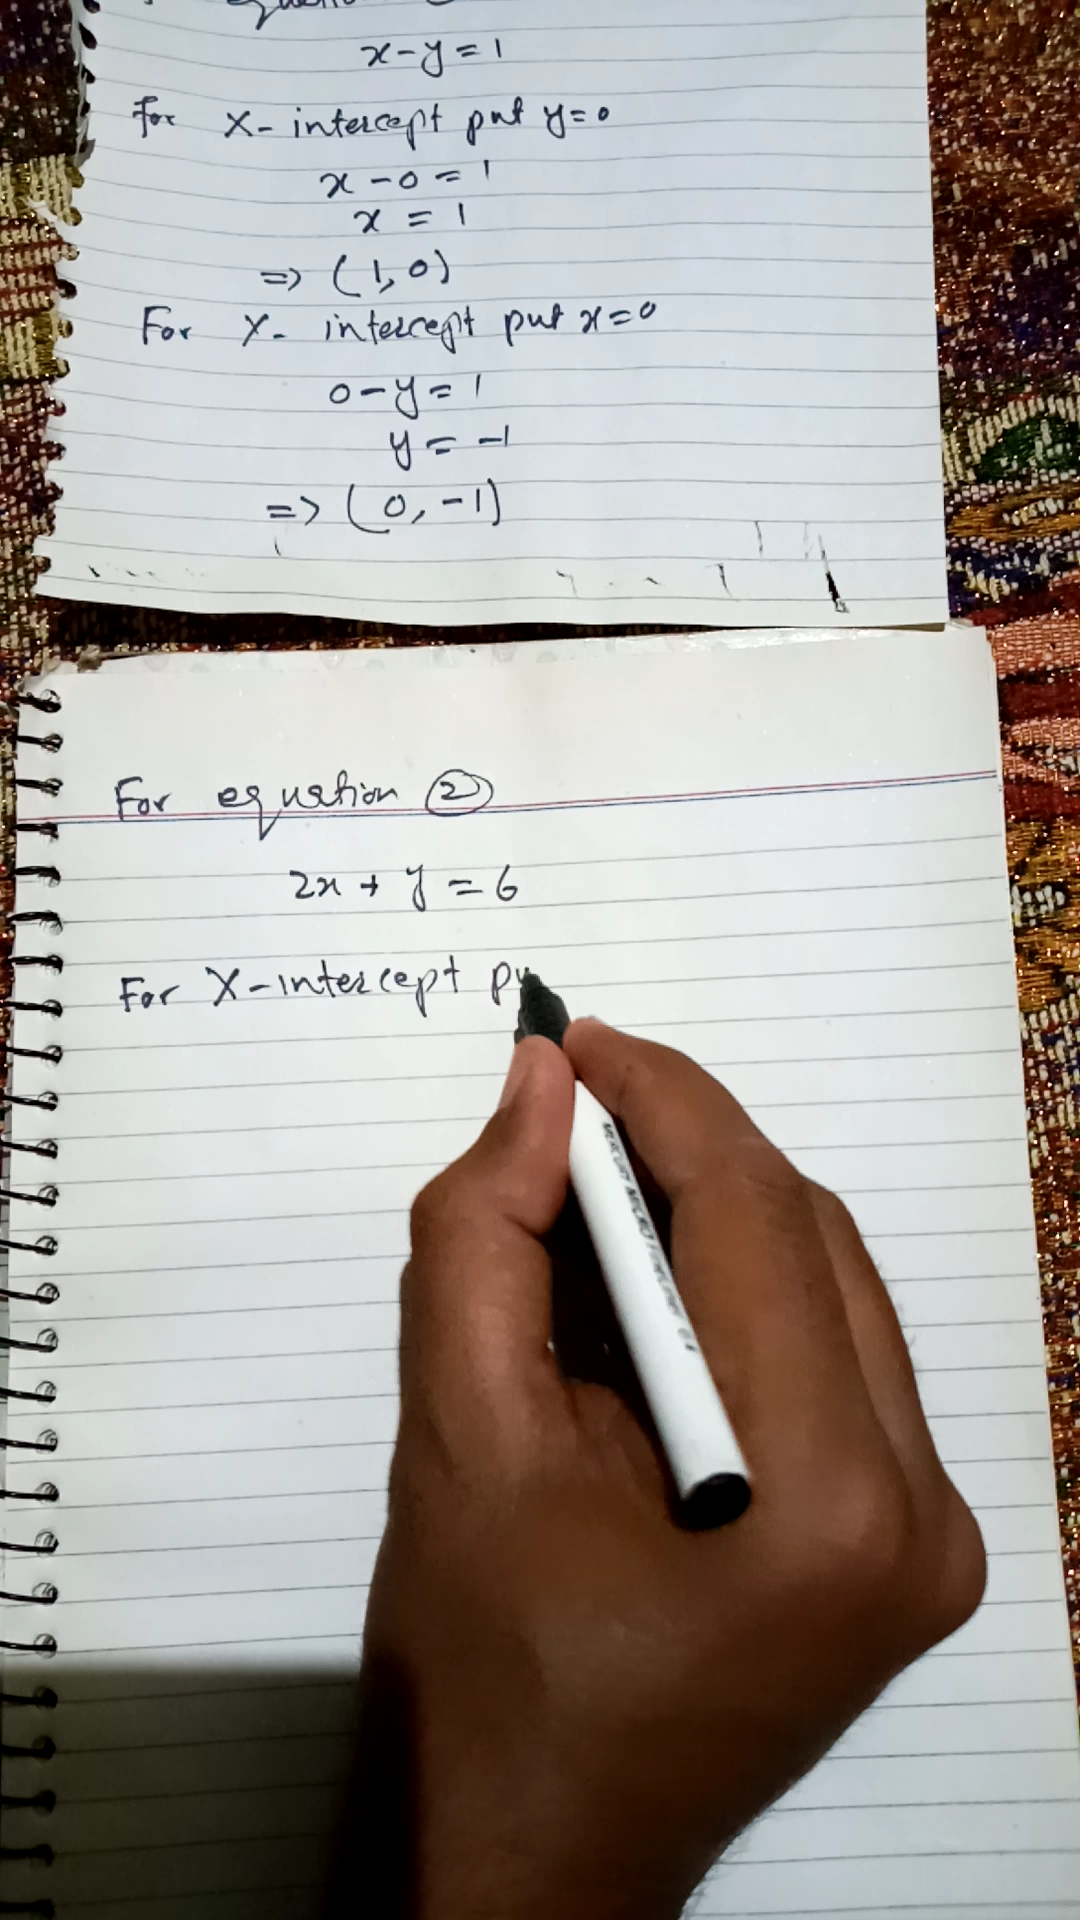 x-y=1
For X- intercept put y=0
x-0=1
x = 1
=> (1,0)
For Y- intercept put x=0
0-y=1
y=-1
=> (0,-1)
For equation ②
2x+y=6
For X-intercept pu